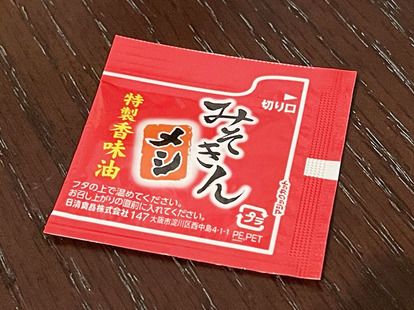 切り口
みそきん
メシ
特製香味油
フタの上で温めてください。
お召し上がりの直前に入れてください。
日清食品株式会社 147 大阪市淀川区西中島4-1-1
プラ
PE,PET